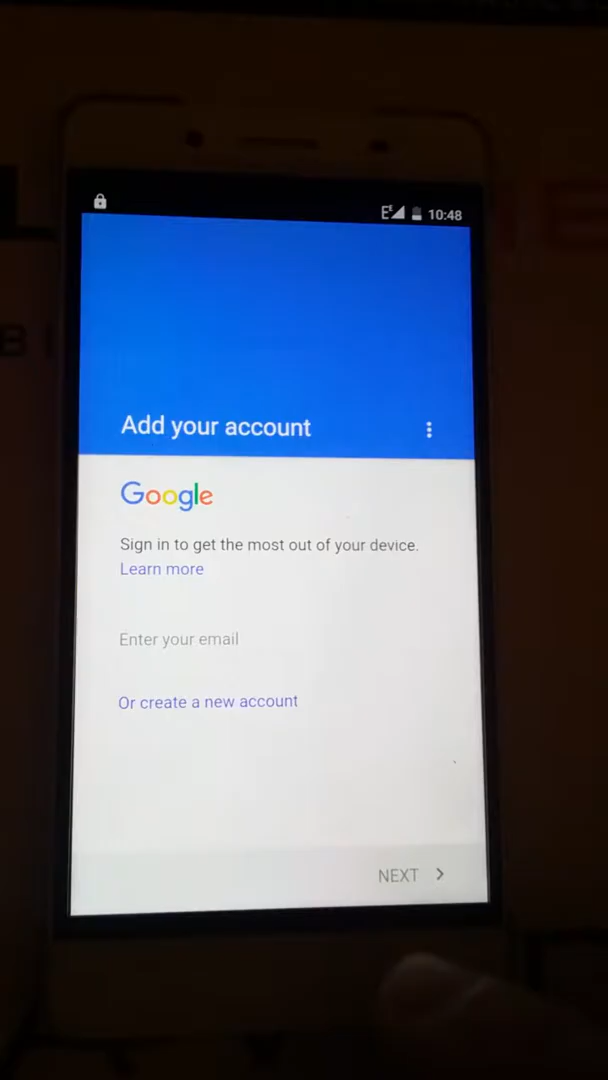 10:48
Add your account
Google
Sign in to get the most out of your device.
Learn more
Enter your email
Or create a new account
NEXT